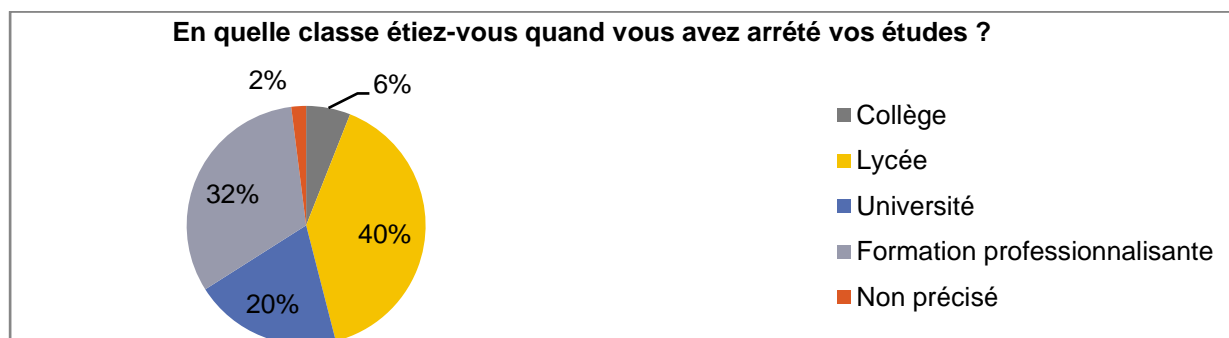 En quelle classe étiez-vous quand vous avez arrété vos études ?
2%
6%
32%
40%
20%
Collège
Lycée
Université
Formation professionnalisante
Non précisé